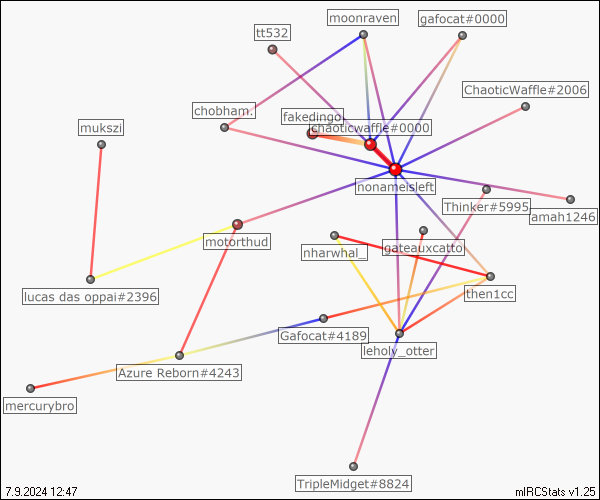 moonraven
gafocat#0000
tt532
ChaoticWaffle#2006
chobham.
fakedingo
mukszi
chaoticwaffle#0000
nonameisleft
Thinker#5995
amah1246
motorthud
gateauxcatto
nharwhal_
lucas das oppai#2396
then1cc
Gafocat#4189
leholy_otter
Azure Reborn#4243
mercurybro
TripleMidget#8824
7.9.2024 12:47
mIRCStats v1.25